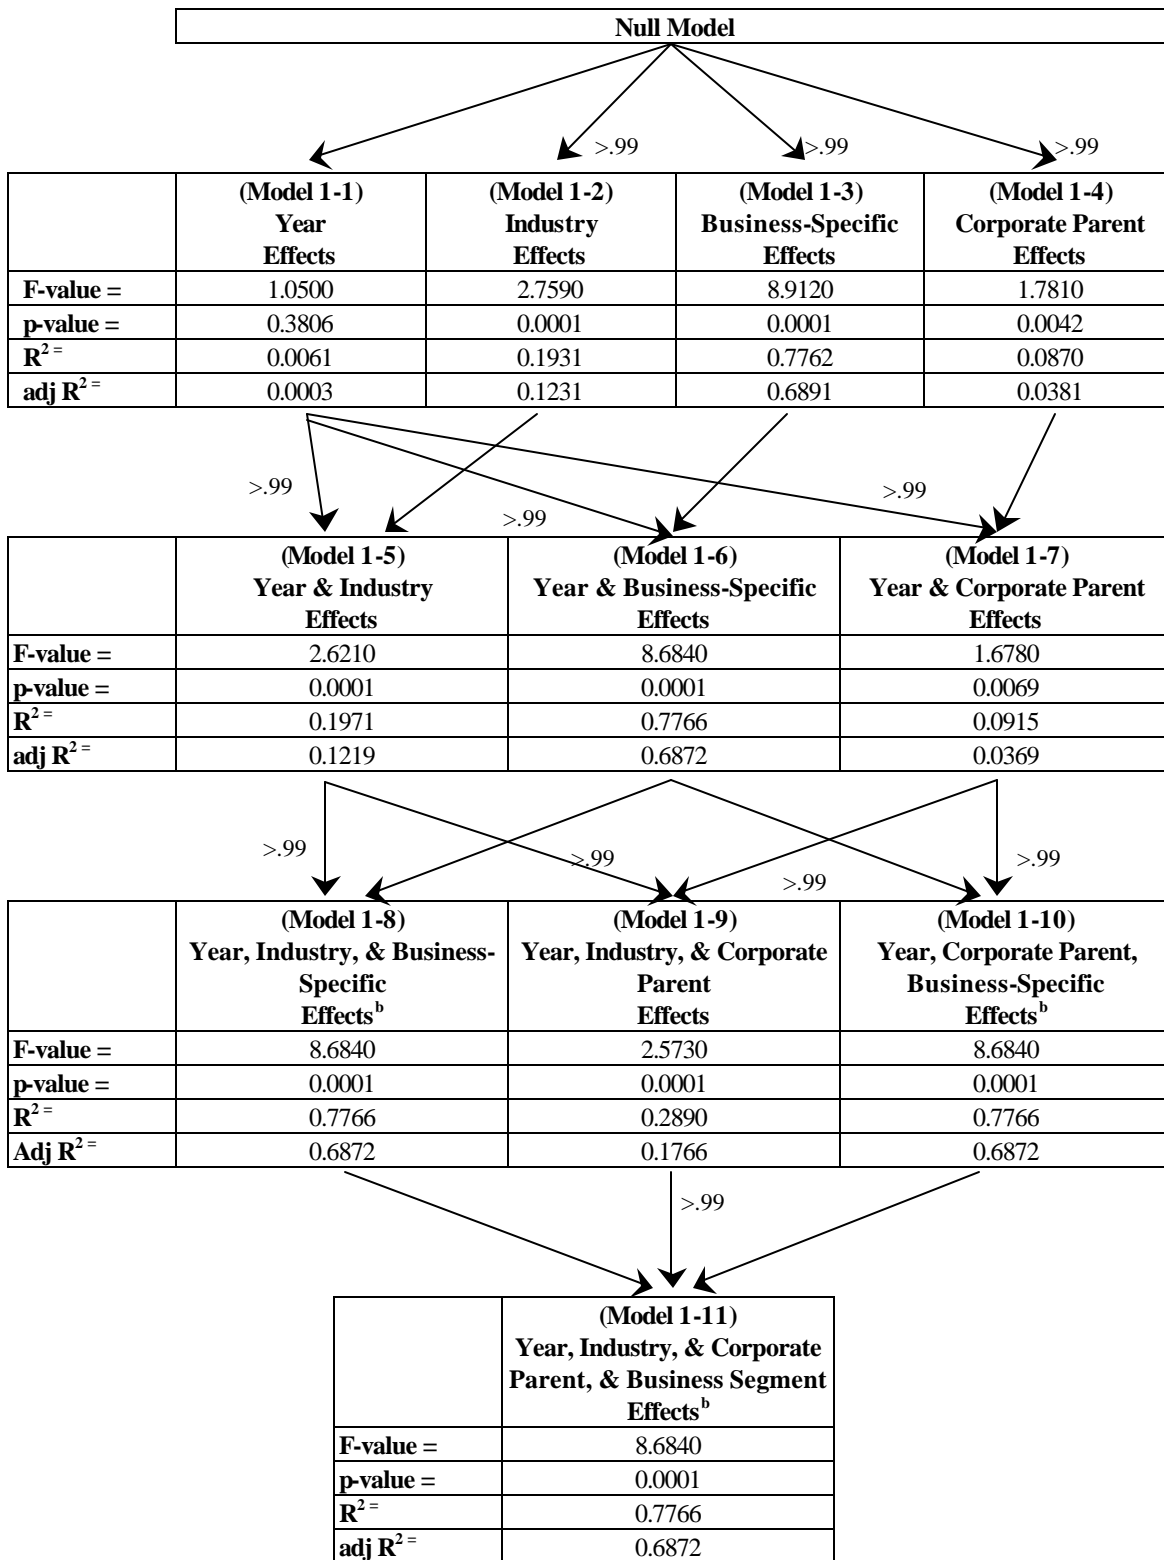 Null Model
>.99 >.99 >.99
(Model 1-1) (Model 1-2) (Model 1-3) (Model 1-4)
Year Industry Business-Specific Corporate Parent
Effects Effects Effects Effects
F-value = 1.0500 2.7590 8.9120 1.7810
p-value = 0.3806 0.0001 0.0001 0.0042
R² = 0.0061 0.1931 0.7762 0.0870
adj R² = 0.0003 0.1231 0.6891 0.0381
>.99 >.99
>.99
(Model 1-5) (Model 1-6) (Model 1-7)
Year & Industry Year & Business-Specific Year & Corporate Parent
Effects Effects Effects
F-value = 2.6210 8.6840 1.6780
p-value = 0.0001 0.0001 0.0069
R² = 0.1971 0.7766 0.0915
adj R² = 0.1219 0.6872 0.0369
>.99 >.99 >.99
>.99
(Model 1-8) (Model 1-9) (Model 1-10)
Year, Industry, & Business- Year, Industry, & Corporate Year, Corporate Parent,
Specific Parent Business-Specific
Effects ᵇ Effects Effects ᵇ
F-value = 8.6840 2.5730 8.6840
p-value = 0.0001 0.0001 0.0001
R² = 0.7766 0.2890 0.7766
Adj R² = 0.6872 0.1766 0.6872
>.99
(Model 1-11)
Year, Industry, & Corporate
Parent, & Business Segment
Effects ᵇ
F-value = 8.6840
p-value = 0.0001
R² = 0.7766
adj R² = 0.6872